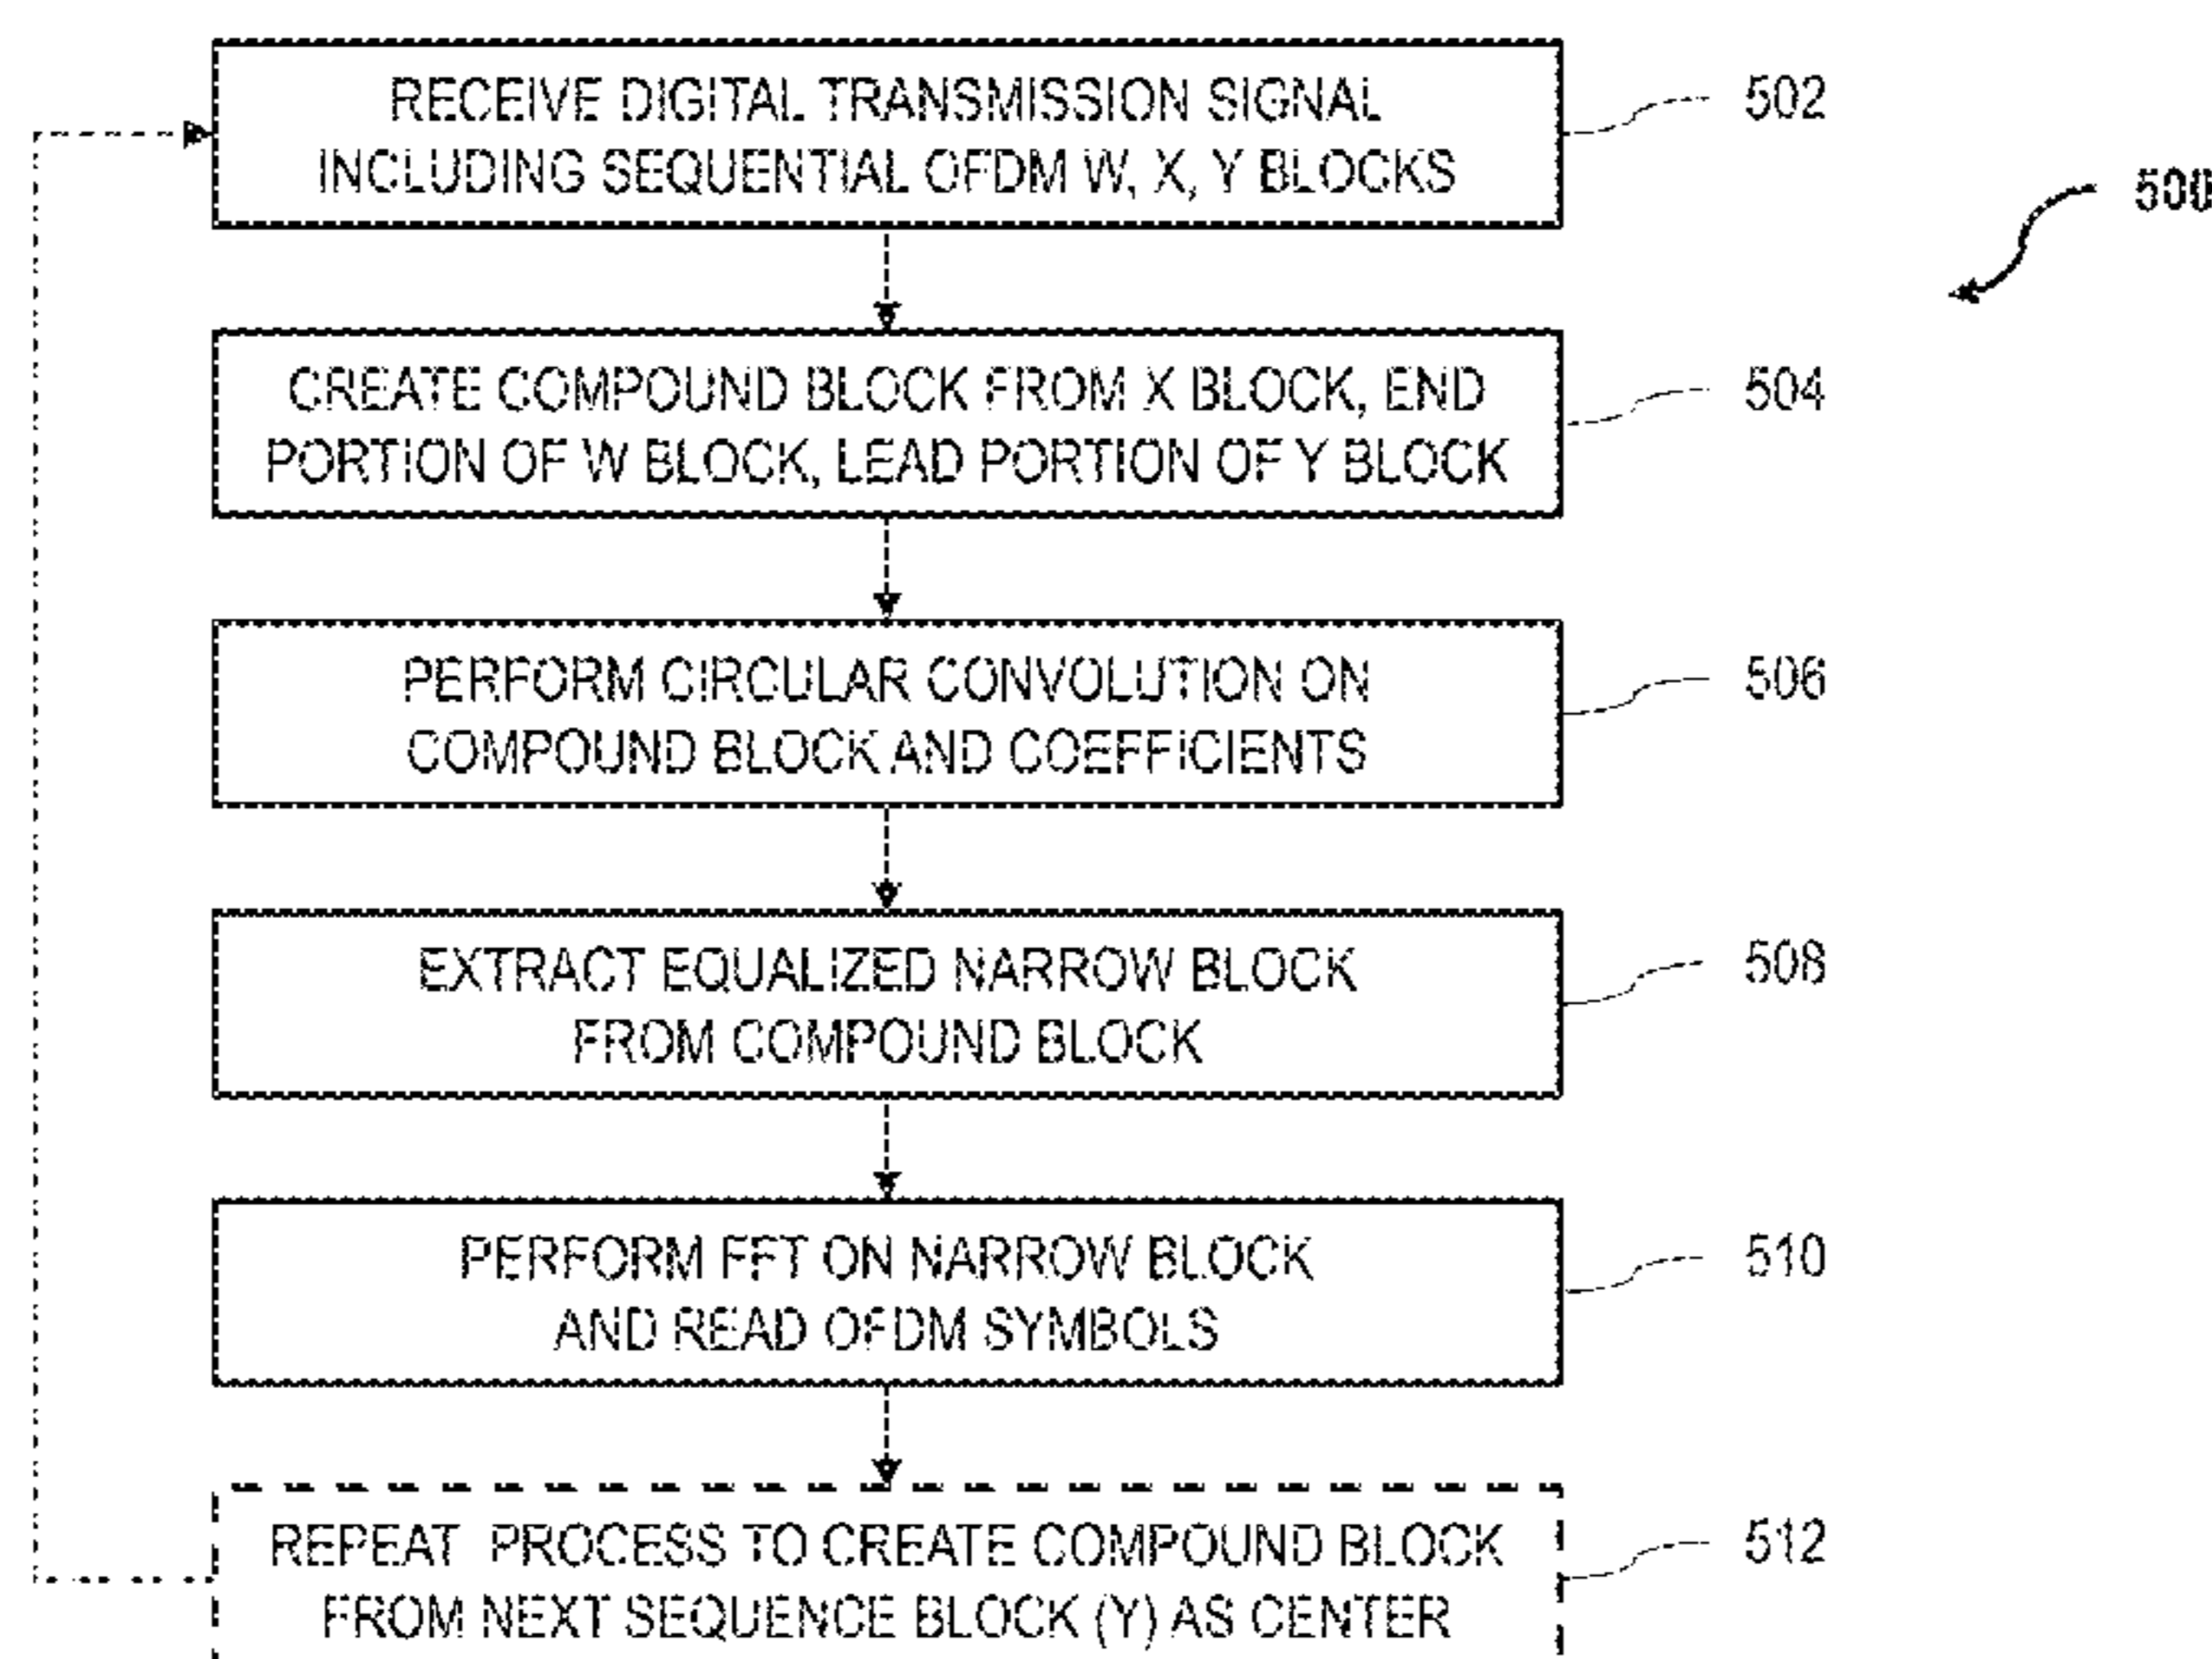 RECEIVE DIGITAL TRANSMISSION SIGNAL
INCLUDING SEQUENTIAL OFDM W, X, Y BLOCKS
502
500
CREATE COMPOUND BLOCK FROM X BLOCK, END
PORTION OF W BLOCK, LEAD PORTION OF Y BLOCK
504
PERFORM CIRCULAR CONVOLUTION ON
COMPOUND BLOCK AND COEFFICIENTS
506
EXTRACT EQUALIZED NARROW BLOCK
FROM COMPOUND BLOCK
508
PERFORM FFT ON NARROW BLOCK
AND READ OFDM SYMBOLS
510
REPEAT PROCESS TO CREATE COMPOUND BLOCK
FROM NEXT SEQUENCE BLOCK (Y) AS CENTER
512